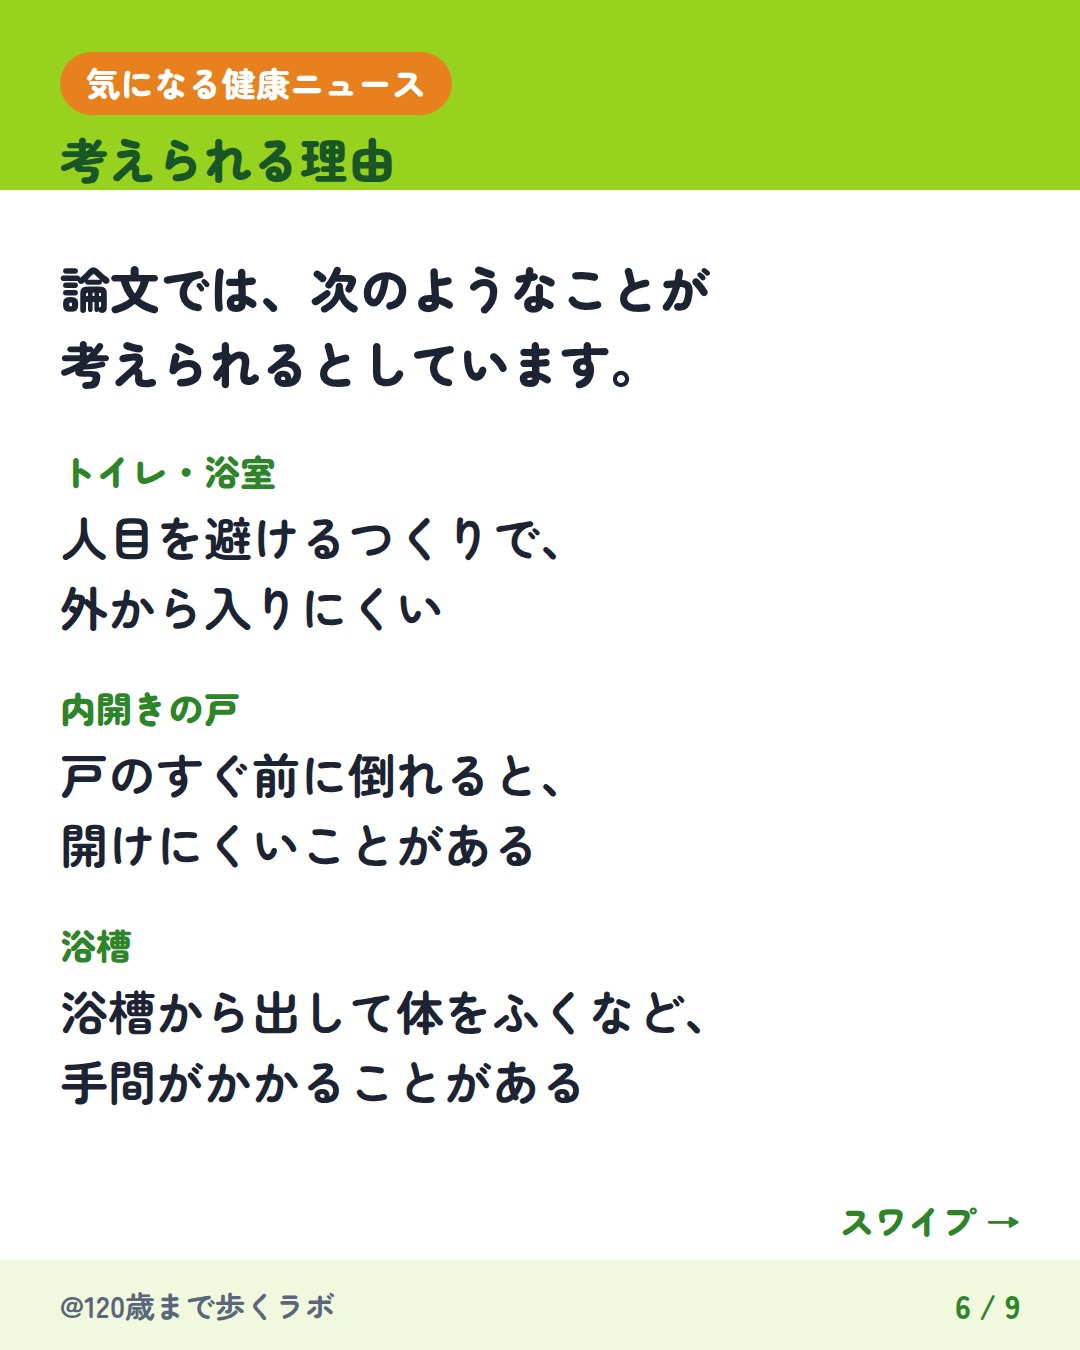 気になる健康ニュース
考えられる理由
論文では、次のようなことが
考えられるとしています。
トイレ・浴室
人目を避けるつくりで、
外から入りにくい
内開きの戸
戸のすぐ前に倒れると、
開けにくいことがある
浴槽
浴槽から出して体をふくなど、
手間がかかることがある
スワイプ →
@120歳まで歩くラボ
6 / 9